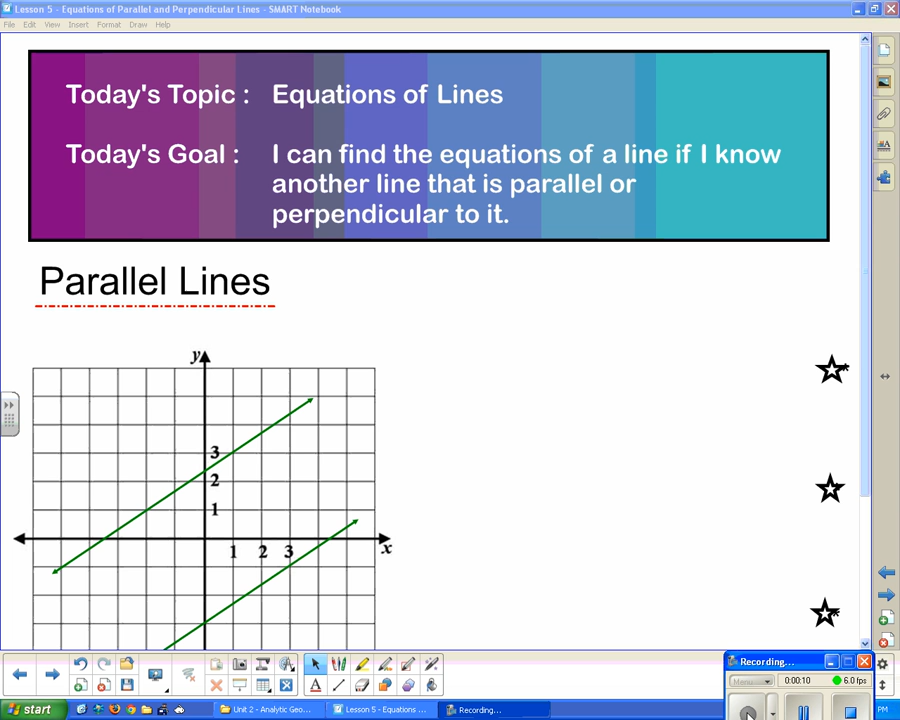 Lesson 5 - Equations of Parallel and Perpendicular Lines - SMART Notebook
File Edit View Insert Format Draw Help
Today's Topic : Equations of Lines
Today's Goal : I can find the equations of a line if I know
another line that is parallel or
perpendicular to it.
Parallel Lines
y
3
2
1
1 2 3 x
Recording...
Menu 0:00:10 6.0 fps
start Unit 2 - Analytic Geo... Lesson 5 - Equations ... Recording... PM